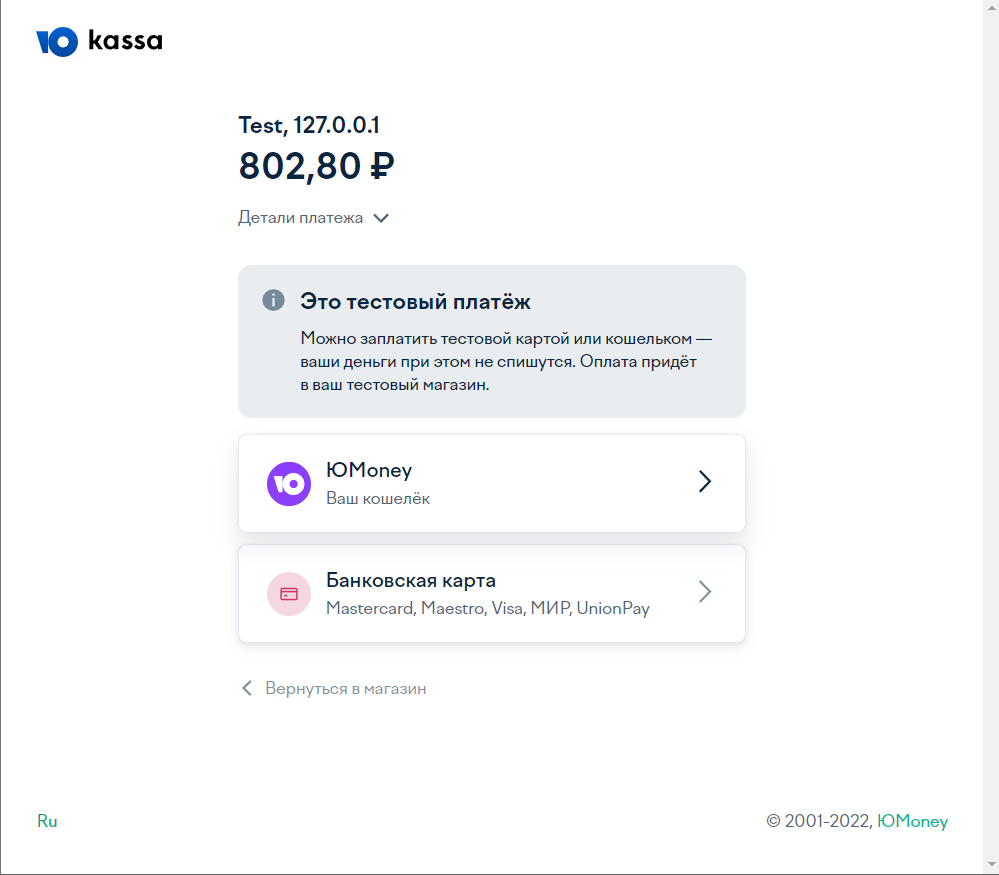 Ю kassa
Test, 127.0.0.1
802,80 ₽
Детали платежа
Это тестовый платёж
Можно заплатить тестовой картой или кошельком —
ваши деньги при этом не спишутся. Оплата придёт
в ваш тестовый магазин.
ЮMoney
Ваш кошелёк
Банковская карта
Mastercard, Maestro, Visa, МИР, UnionPay
Вернуться в магазин
Ru
© 2001-2022, ЮMoney